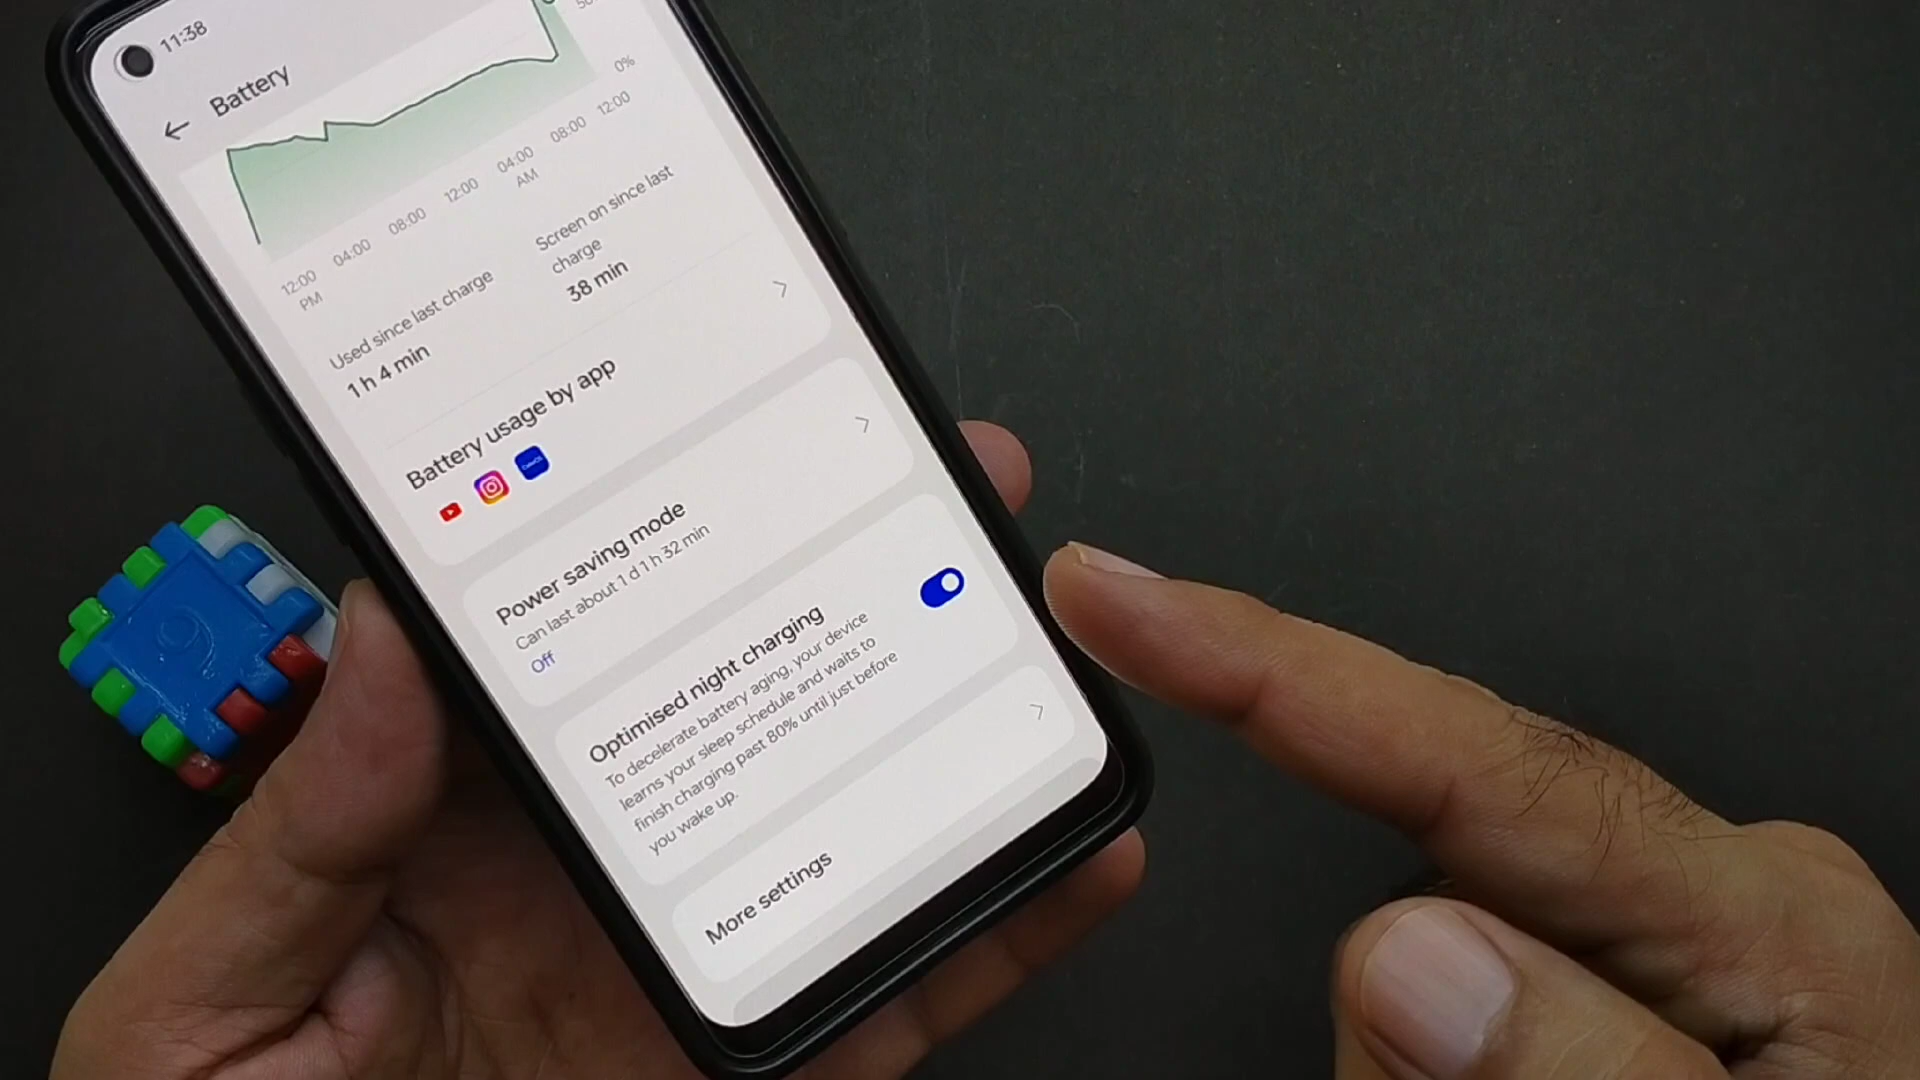 11:38
Battery
50
0%
12:00 PM
04:00
08:00
12:00
04:00 AM
08:00
12:00
Used since last charge
1 h 4 min
Screen on since last
charge
38 min
Battery usage by app
Power saving mode
Can last about 1 d 1 h 32 min
Off
Optimised night charging
To decelerate battery aging, your device
learns your sleep schedule and waits to
finish charging past 80% until just before
you wake up.
More settings